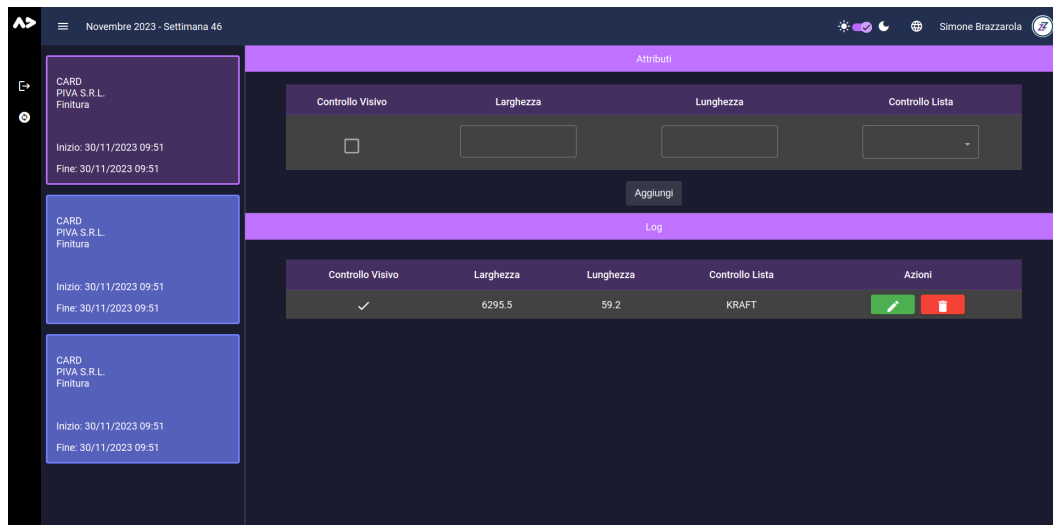 Novembre 2023 - Settimana 46
Simone Brazzarola
CARD
PIVA S.R.L.
Finitura
Inizio: 30/11/2023 09:51
Fine: 30/11/2023 09:51
CARD
PIVA S.R.L.
Finitura
Inizio: 30/11/2023 09:51
Fine: 30/11/2023 09:51
CARD
PIVA S.R.L.
Finitura
Inizio: 30/11/2023 09:51
Fine: 30/11/2023 09:51
Attributi
Controllo Visivo Larghezza Lunghezza Controllo Lista
Aggiungi
Log
Controllo Visivo Larghezza Lunghezza Controllo Lista Azioni
6295.5 59.2 KRAFT